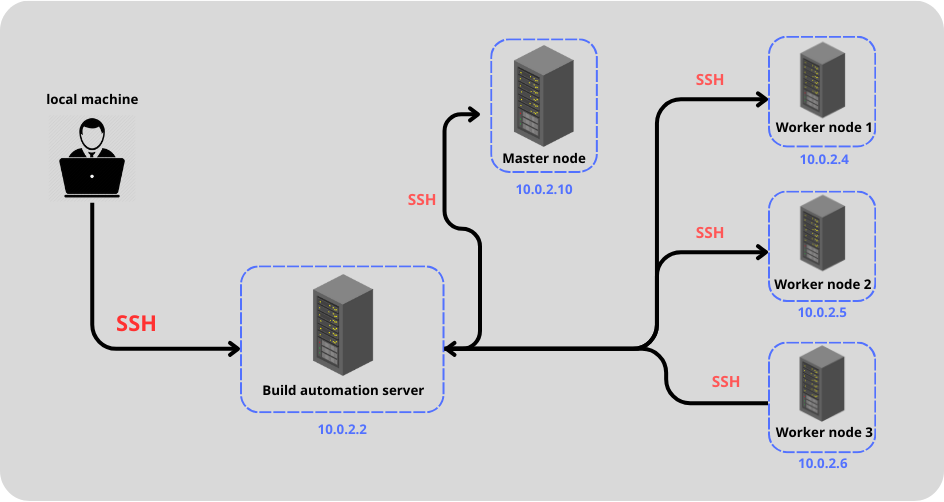 local machine
SSH
Build automation server
10.0.2.2
SSH
Master node
10.0.2.10
SSH
Worker node 1
10.0.2.4
SSH
Worker node 2
10.0.2.5
SSH
Worker node 3
10.0.2.6